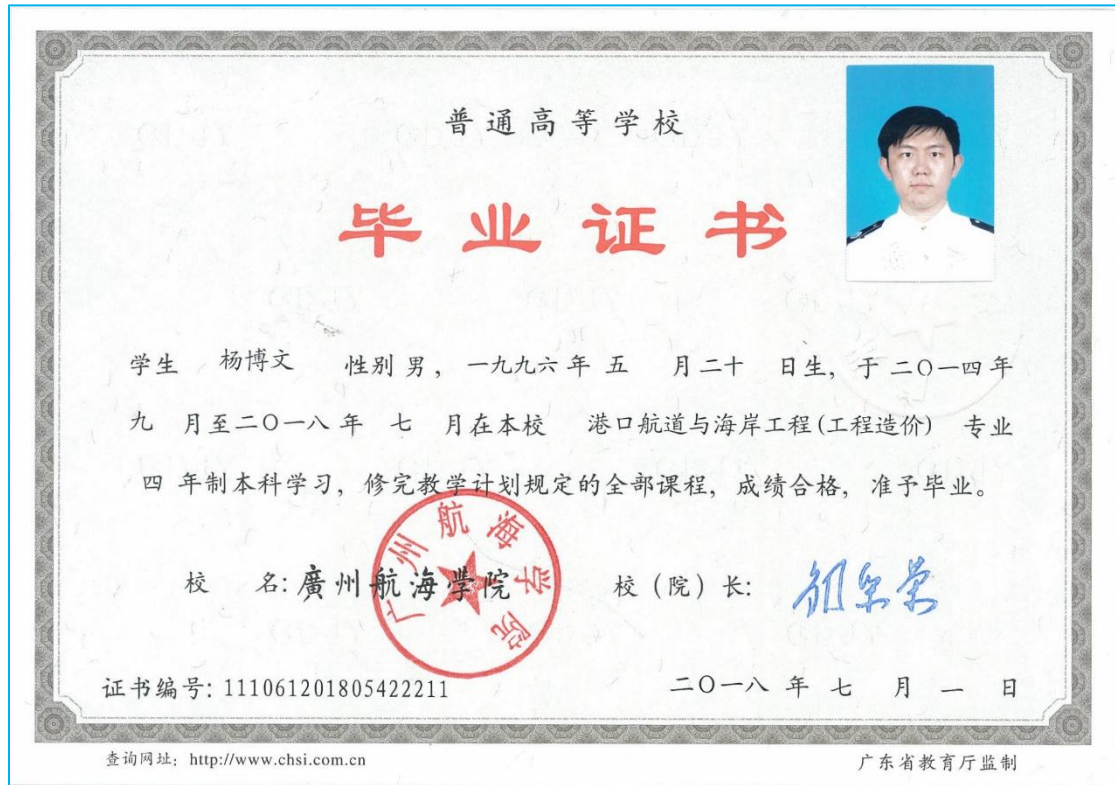 普通高等学校
毕业证书
学生 杨博文 性别 男，一九九六年 五 月二十 日生，于二〇一四年
九 月至二〇一八年 七 月在本校 港口航道与海岸工程(工程造价) 专业
四 年制本科学习，修完教学计划规定的全部课程，成绩合格，准予毕业。
校 名:廣州航海學院 校（院）长:
广州航海学院
证书编号: 111061201805422211 二〇一八 年 七 月 一 日
查询网址: http://www.chsi.com.cn 广东省教育厅监制